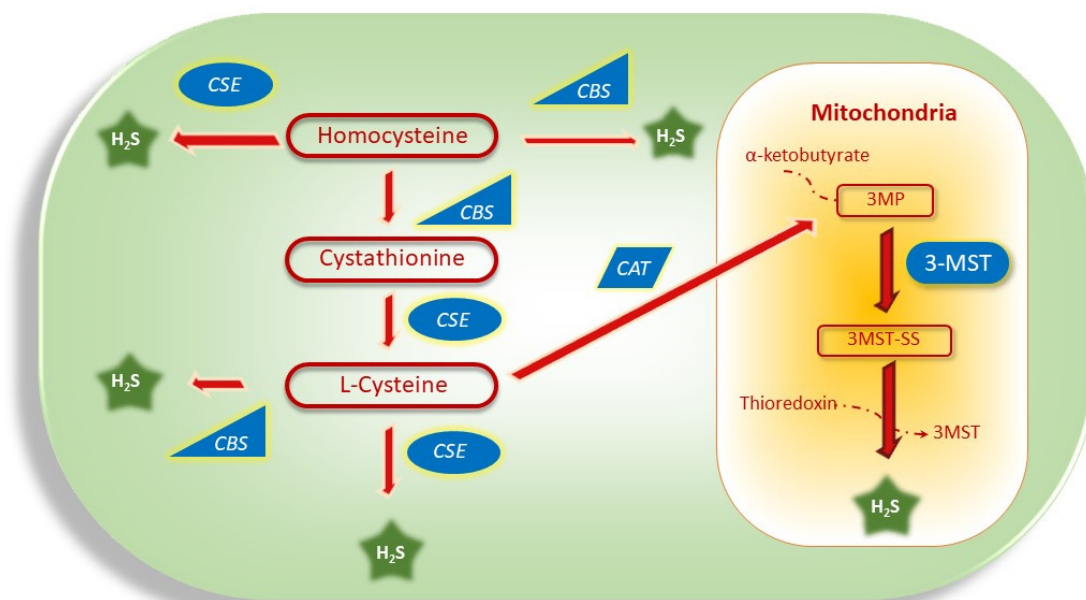 CSE
CBS
H₂S
Homocysteine
H₂S
Mitochondria
α-ketobutyrate
3MP
CBS
Cystathionine
CAT
3-MST
CSE
3MST-SS
H₂S
L-Cysteine
Thioredoxin
3MST
CBS
CSE
H₂S
H₂S